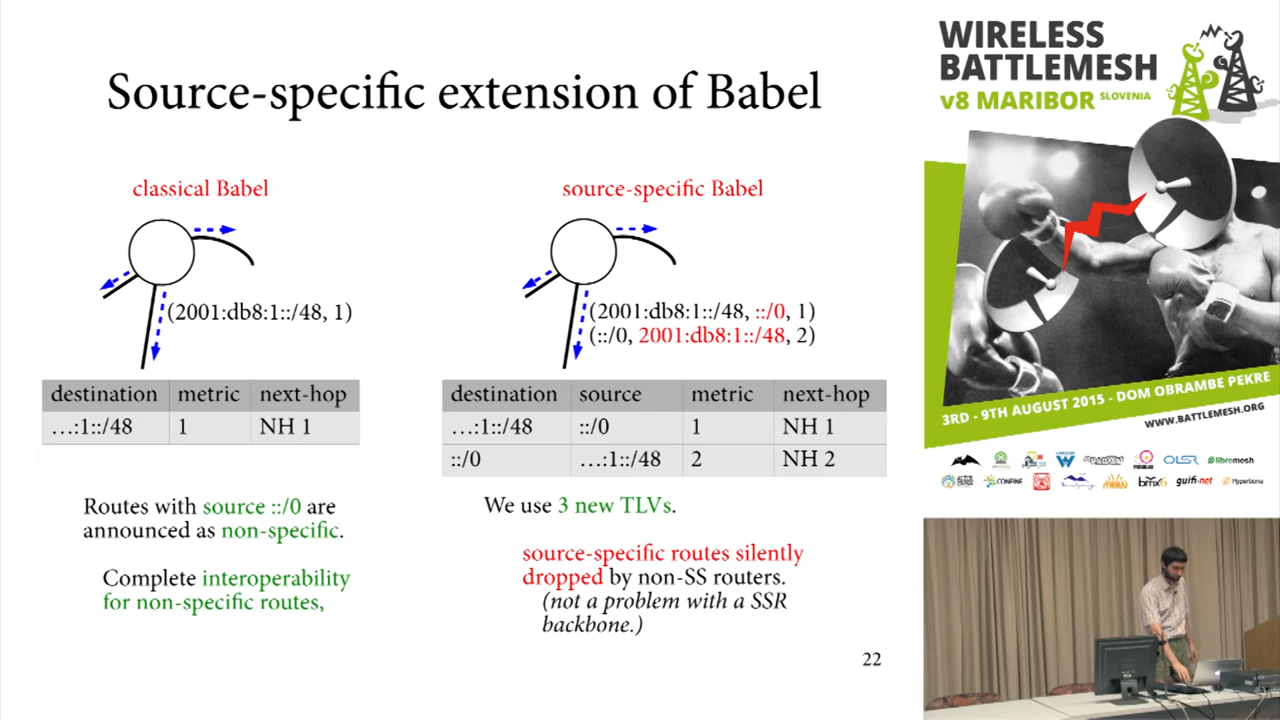 Source-specific extension of Babel
classical Babel
(2001:db8:1::/48, 1)
destination metric next-hop
…:1::/48 1 NH 1
Routes with source ::/0 are
announced as non-specific.
Complete interoperability
for non-specific routes,
source-specific Babel
(2001:db8:1::/48, ::/0, 1)
(::/0, 2001:db8:1::/48, 2)
destination source metric next-hop
…:1::/48 ::/0 1 NH 1
::/0 …:1::/48 2 NH 2
We use 3 new TLVs.
source-specific routes silently
dropped by non-SS routers.
(not a problem with a SSR
backbone.)
22
WIRELESS
BATTLEMESH
v8 MARIBOR SLOVENIA
3RD - 9TH AUGUST 2015 - DOM OBRAMBE PEKRE
WWW.BATTLEMESH.ORG
OLSR
libremesh
CONFINE
bmx6
guifi·net
Hyperboria